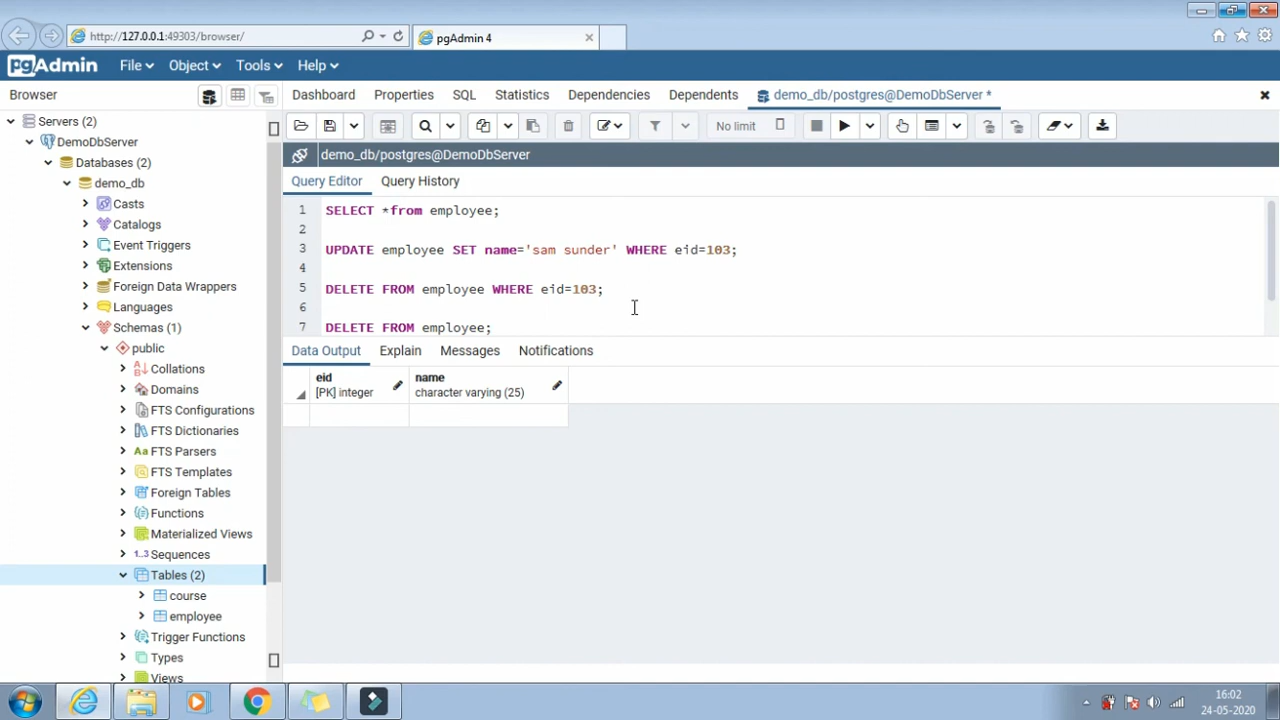 http://127.0.0.1:49303/browser/
pgAdmin 4
pgAdmin
File
Object
Tools
Help
Browser
Dashboard
Properties
SQL
Statistics
Dependencies
Dependents
demo_db/postgres@DemoDbServer *
No limit
demo_db/postgres@DemoDbServer
Query Editor
Query History
1 SELECT *from employee;
2
3 UPDATE employee SET name='sam sunder' WHERE eid=103;
4
5 DELETE FROM employee WHERE eid=103;
6
7 DELETE FROM employee;
Data Output
Explain
Messages
Notifications
eid
[PK] integer
name
character varying (25)
Servers (2)
DemoDbServer
Databases (2)
demo_db
Casts
Catalogs
Event Triggers
Extensions
Foreign Data Wrappers
Languages
Schemas (1)
public
Collations
Domains
FTS Configurations
FTS Dictionaries
Aa FTS Parsers
FTS Templates
Foreign Tables
Functions
Materialized Views
1..3 Sequences
Tables (2)
course
employee
Trigger Functions
Types
Views
16:02
24-05-2020